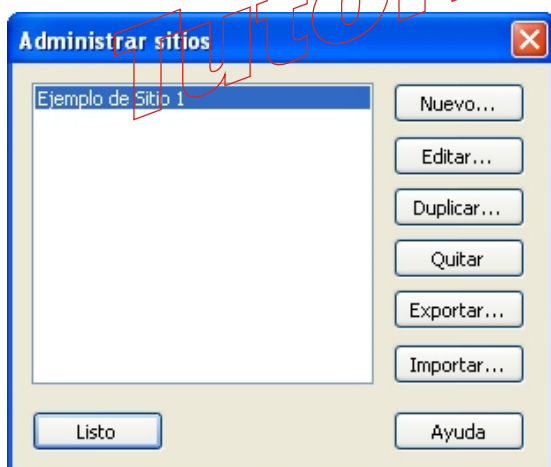 Administrar sitios
Ejemplo de Sitio 1
Nuevo...
Editar...
Duplicar...
Quitar
Exportar...
Importar...
Listo
Ayuda